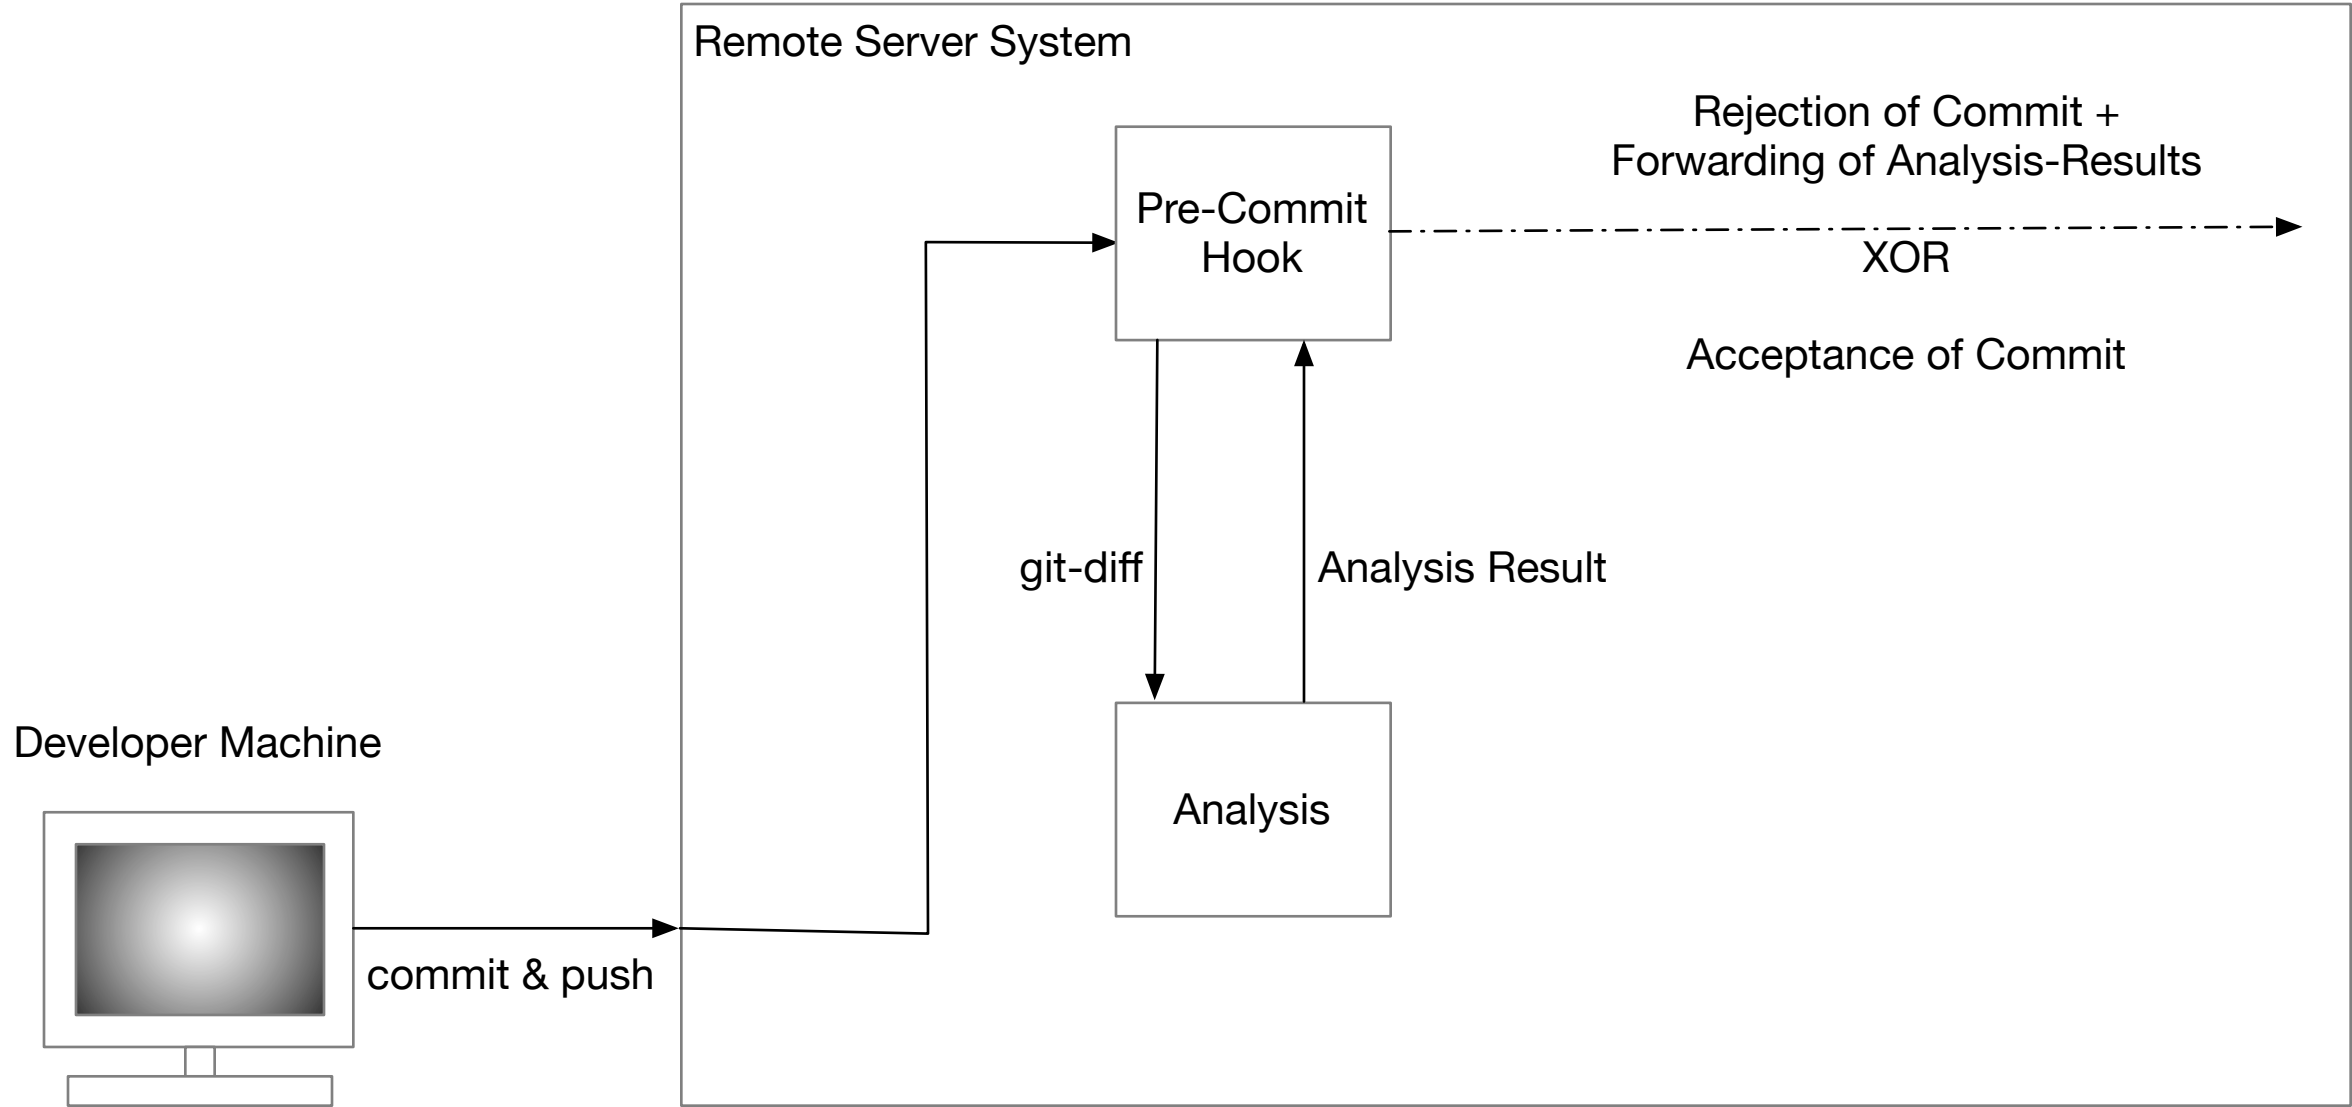 Remote Server System
Rejection of Commit +
Forwarding of Analysis-Results
Pre-Commit
Hook
XOR
Acceptance of Commit
git-diff
Analysis Result
Developer Machine
Analysis
commit & push